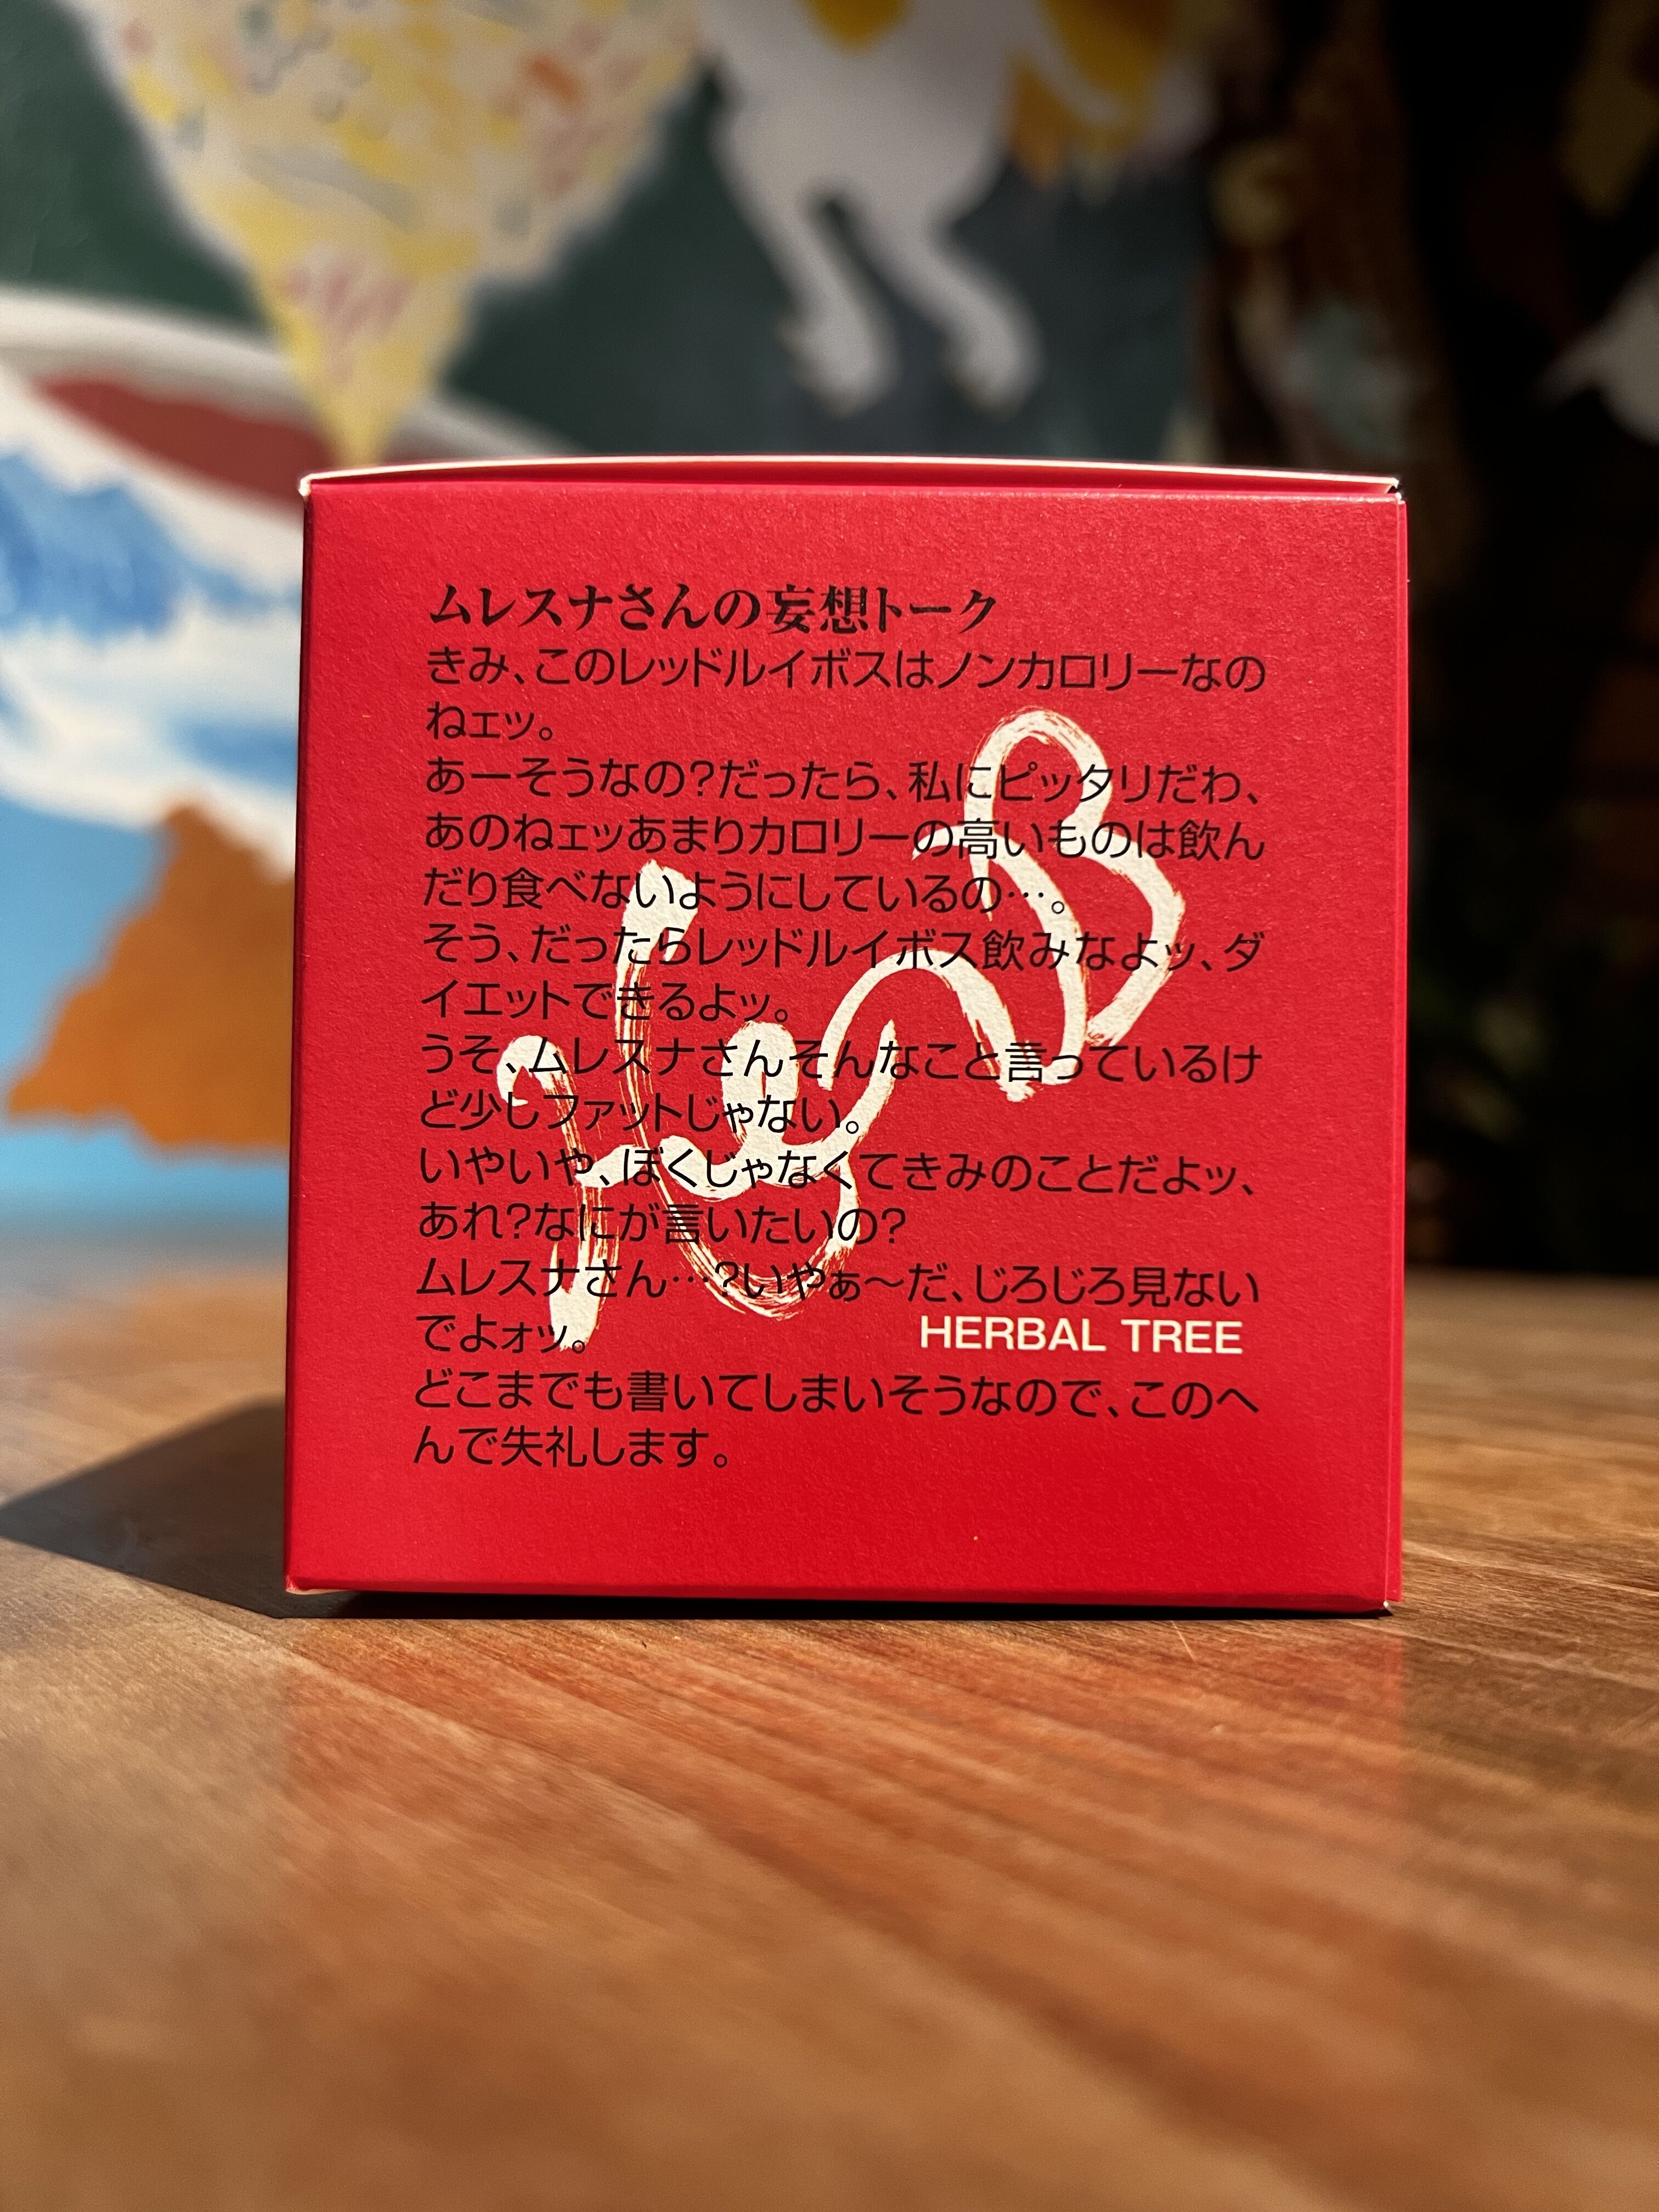 ムレスナさんの妄想トーク
きみ、このレッドルイボスはノンカロリーなの
ねェッ。
あーそうなの?だったら、私にピッタリだわ、
あのねェッあまりカロリーの高いものは飲ん
だり食べないようにしているの…。
そう、だったらレッドルイボス飲みなよッ、ダ
イエットできるよッ。
うそ、ムレスナさんそんなこと言っているけ
ど少しファットじゃない。
いやいや、ぼくじゃなくてきみのことだよッ、
あれ?なにが言いたいの?
ムレスナさん…?いやぁ〜だ、じろじろ見ない
でよォッ。
HERBAL TREE
どこまでも書いてしまいそうなので、このへ
んで失礼します。